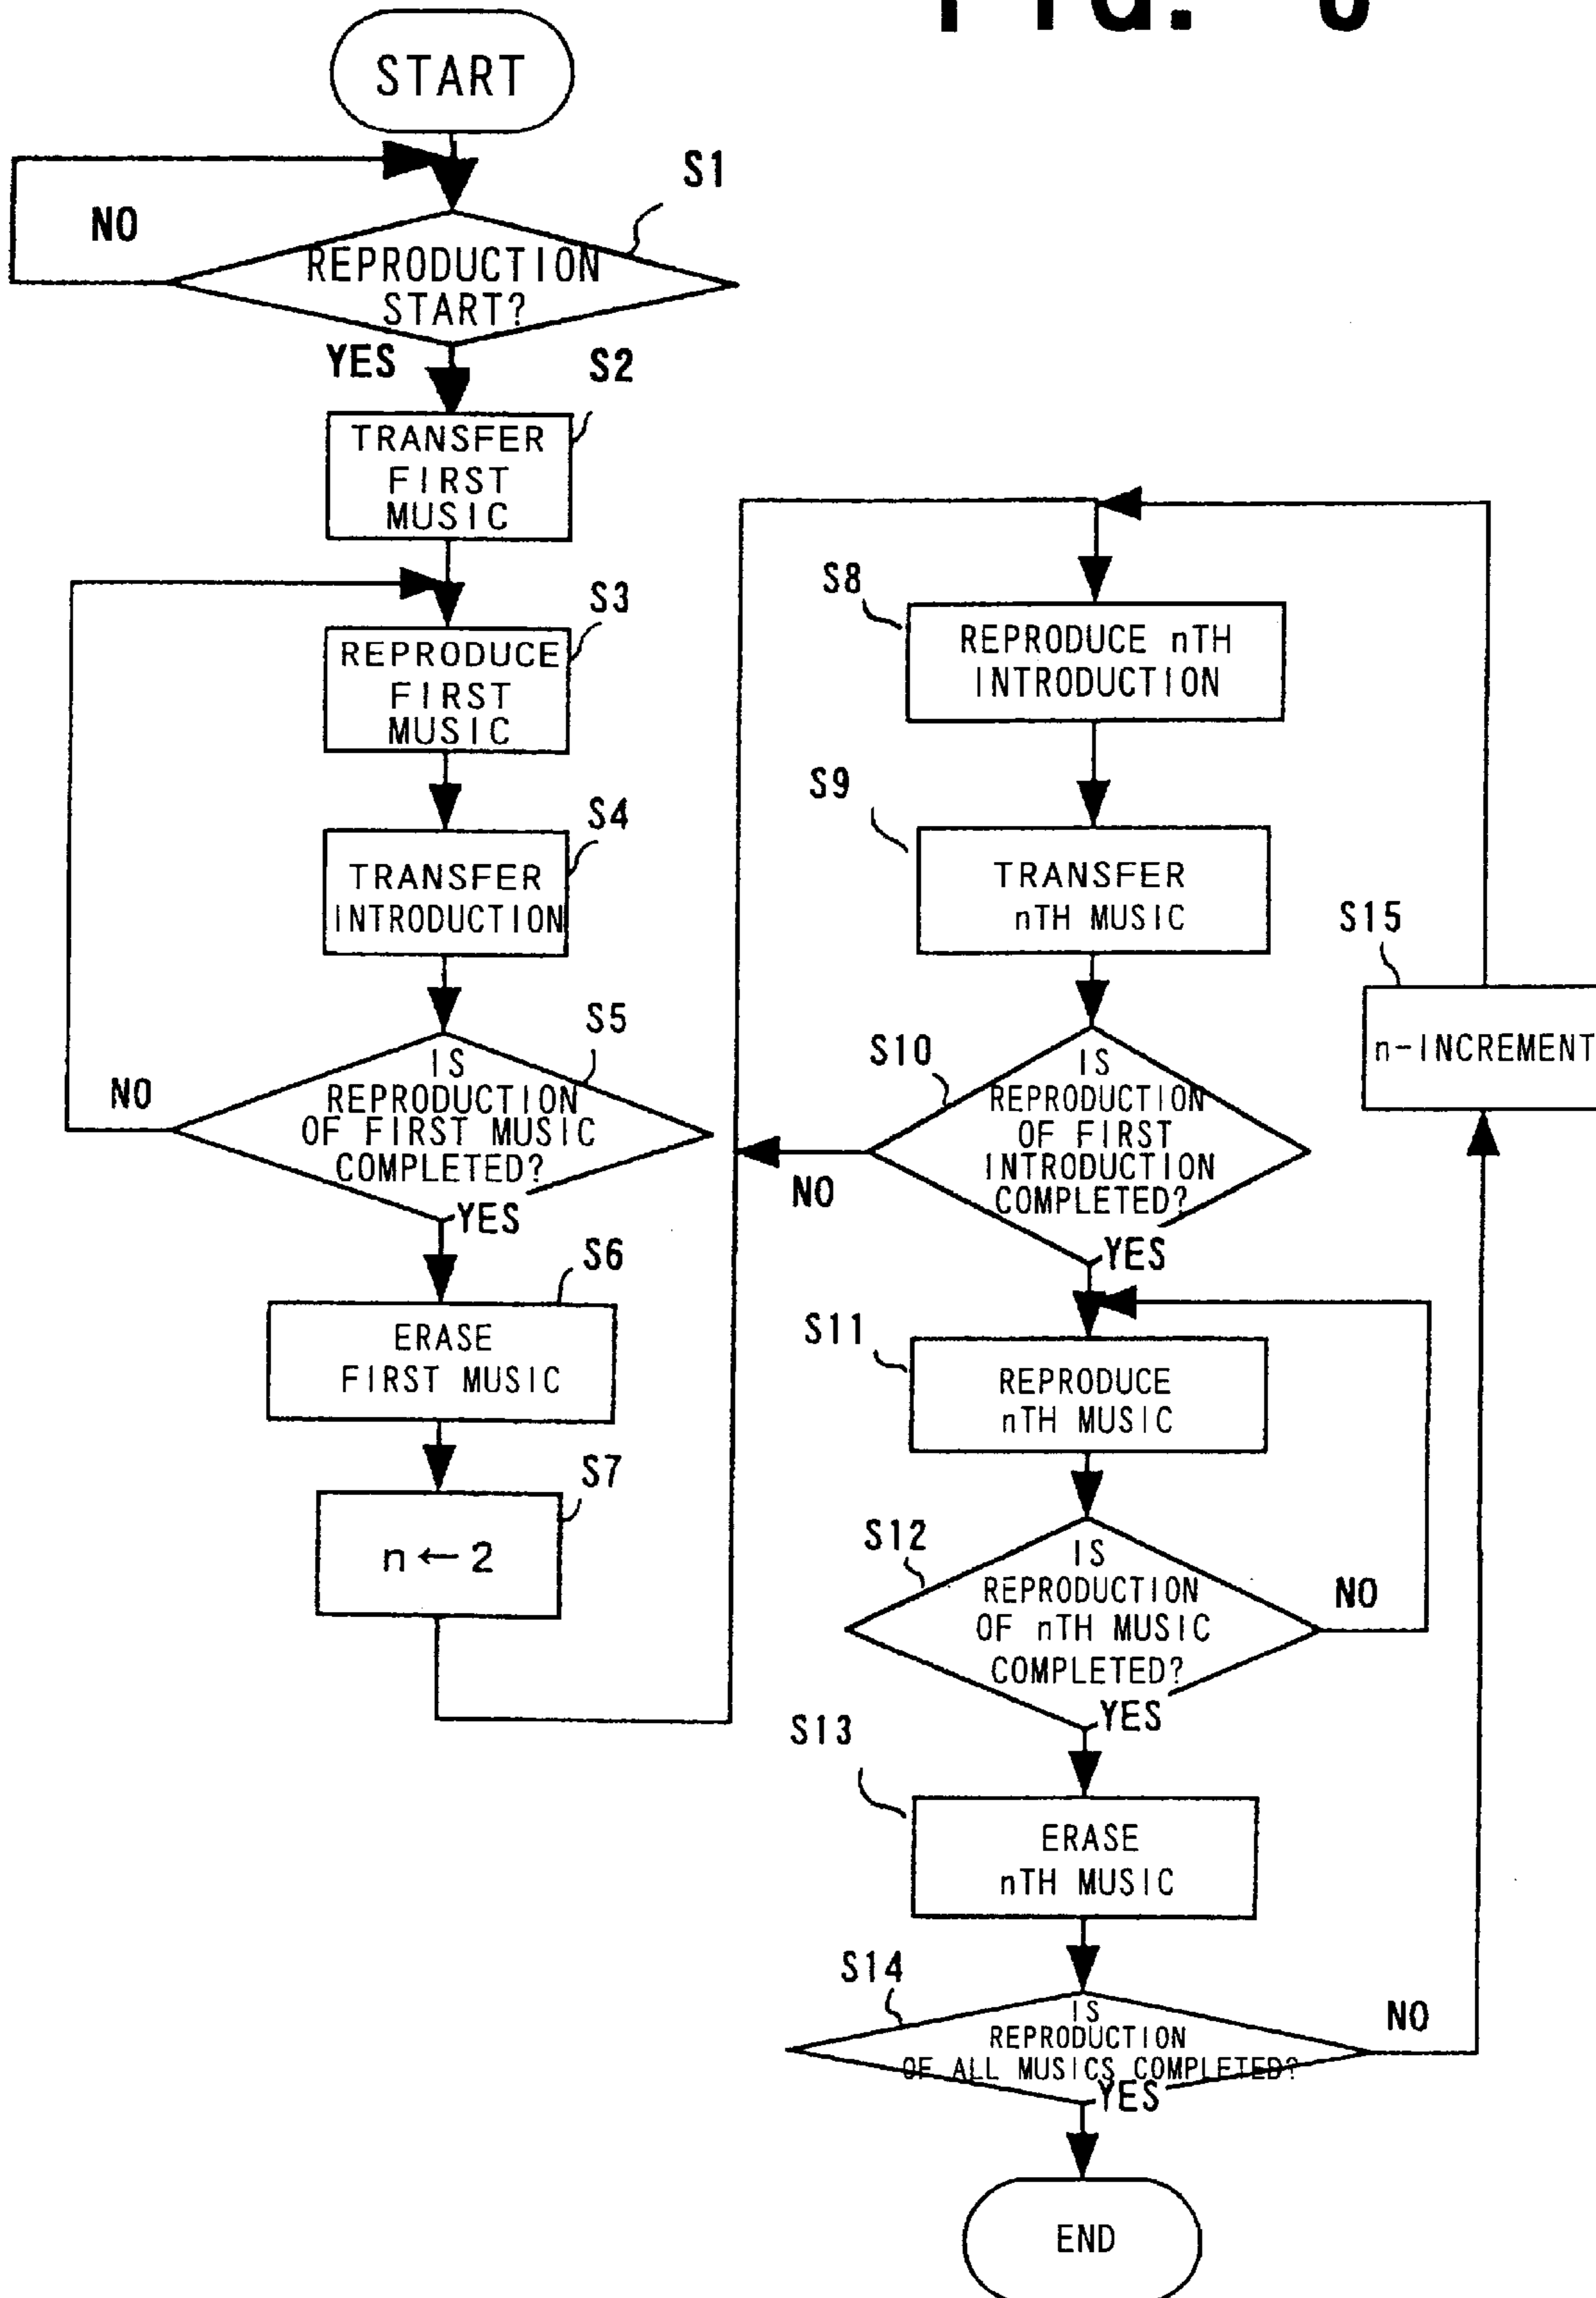 START
S1
NO
REPRODUCTION
START?
YES
S2
TRANSFER
FIRST
MUSIC
S3
REPRODUCE
FIRST
MUSIC
S4
TRANSFER
INTRODUCTION
S5
IS
REPRODUCTION
OF FIRST MUSIC
COMPLETED?
NO
YES
S6
ERASE
FIRST MUSIC
S7
n ← 2
S8
REPRODUCE nTH
INTRODUCTION
S9
TRANSFER
nTH MUSIC
S10
IS
REPRODUCTION
OF FIRST
INTRODUCTION
COMPLETED?
NO
YES
S11
REPRODUCE
nTH MUSIC
S12
IS
REPRODUCTION
OF nTH MUSIC
COMPLETED?
NO
YES
S13
ERASE
nTH MUSIC
S14
IS
REPRODUCTION
OF ALL MUSICS COMPLETED?
NO
YES
S15
n-INCREMENT
END